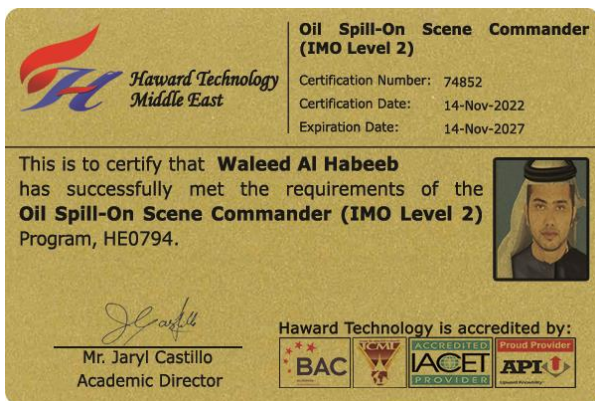 Haward Technology
Middle East
Oil Spill-On Scene Commander
(IMO Level 2)
Certification Number: 74852
Certification Date: 14-Nov-2022
Expiration Date: 14-Nov-2027
This is to certify that Waleed Al Habeeb
has successfully met the requirements of the
Oil Spill-On Scene Commander (IMO Level 2)
Program, HE0794.
Mr. Jaryl Castillo
Academic Director
Haward Technology is accredited by:
BAC
TCMI
ACCREDITED
IACET
PROVIDER
Proud Provider
API